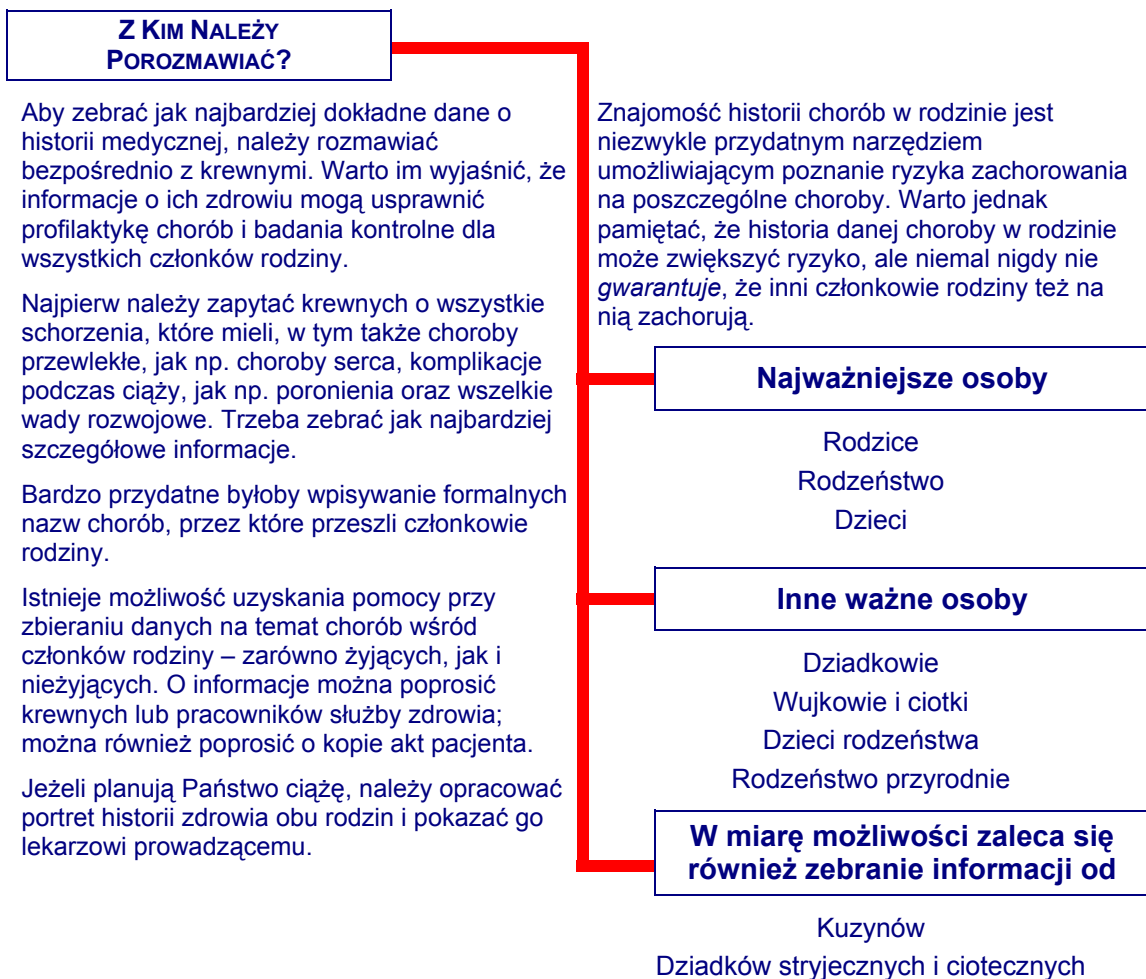 Z KIM NALEŻY
POROZMAWIAĆ?
Aby zebrać jak najbardziej dokładne dane o
historii medycznej, należy rozmawiać
bezpośrednio z krewnymi. Warto im wyjaśnić, że
informacje o ich zdrowiu mogą usprawnić
profilaktykę chorób i badania kontrolne dla
wszystkich członków rodziny.
Najpierw należy zapytać krewnych o wszystkie
schorzenia, które mieli, w tym także choroby
przewlekłe, jak np. choroby serca, komplikacje
podczas ciąży, jak np. poronienia oraz wszelkie
wady rozwojowe. Trzeba zebrać jak najbardziej
szczegółowe informacje.
Bardzo przydatne byłoby wpisywanie formalnych
nazw chorób, przez które przeszli członkowie
rodziny.
Istnieje możliwość uzyskania pomocy przy
zbieraniu danych na temat chorób wśród
członków rodziny – zarówno żyjących, jak i
nieżyjących. O informacje można poprosić
krewnych lub pracowników służby zdrowia;
można również poprosić o kopie akt pacjenta.
Jeżeli planują Państwo ciążę, należy opracować
portret historii zdrowia obu rodzin i pokazać go
lekarzowi prowadzącemu.
Znajomość historii chorób w rodzinie jest
niezwykle przydatnym narzędziem
umożliwiającym poznanie ryzyka zachorowania
na poszczególne choroby. Warto jednak
pamiętać, że historia danej choroby w rodzinie
może zwiększyć ryzyko, ale niemal nigdy nie
gwarantuje, że inni członkowie rodziny też na
nią zachorują.
Najważniejsze osoby
Rodzice
Rodzeństwo
Dzieci
Inne ważne osoby
Dziadkowie
Wujkowie i ciotki
Dzieci rodzeństwa
Rodzeństwo przyrodnie
W miarę możliwości zaleca się
również zebranie informacji od
Kuzynów
Dziadków stryjecznych i ciotecznych